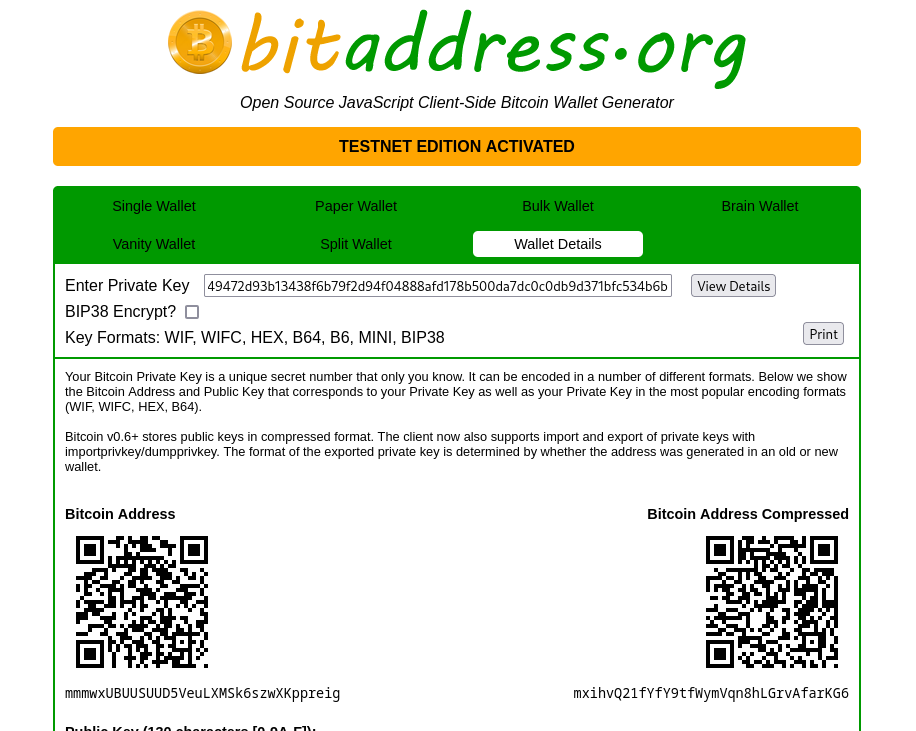 bitaddress.org
Open Source JavaScript Client-Side Bitcoin Wallet Generator
TESTNET EDITION ACTIVATED
Single Wallet Paper Wallet Bulk Wallet Brain Wallet
Vanity Wallet Split Wallet Wallet Details
Enter Private Key 49472d93b13438f6b79f2d94f04888afd178b500da7dc0c0db9d371bfc534b6b View Details
BIP38 Encrypt?
Key Formats: WIF, WIFC, HEX, B64, B6, MINI, BIP38
Print
Your Bitcoin Private Key is a unique secret number that only you know. It can be encoded in a number of different formats. Below we show
the Bitcoin Address and Public Key that corresponds to your Private Key as well as your Private Key in the most popular encoding formats
(WIF, WIFC, HEX, B64).
Bitcoin v0.6+ stores public keys in compressed format. The client now also supports import and export of private keys with
importprivkey/dumpprivkey. The format of the exported private key is determined by whether the address was generated in an old or new
wallet.
Bitcoin Address Bitcoin Address Compressed
mmmwxUBUUSUUD5VeuLXMSk6szwXKppreig mxihvQ21fYfY9tfWymVqn8hLGrvAfarKG6
Public Key (130 characters [0-9A-F]):